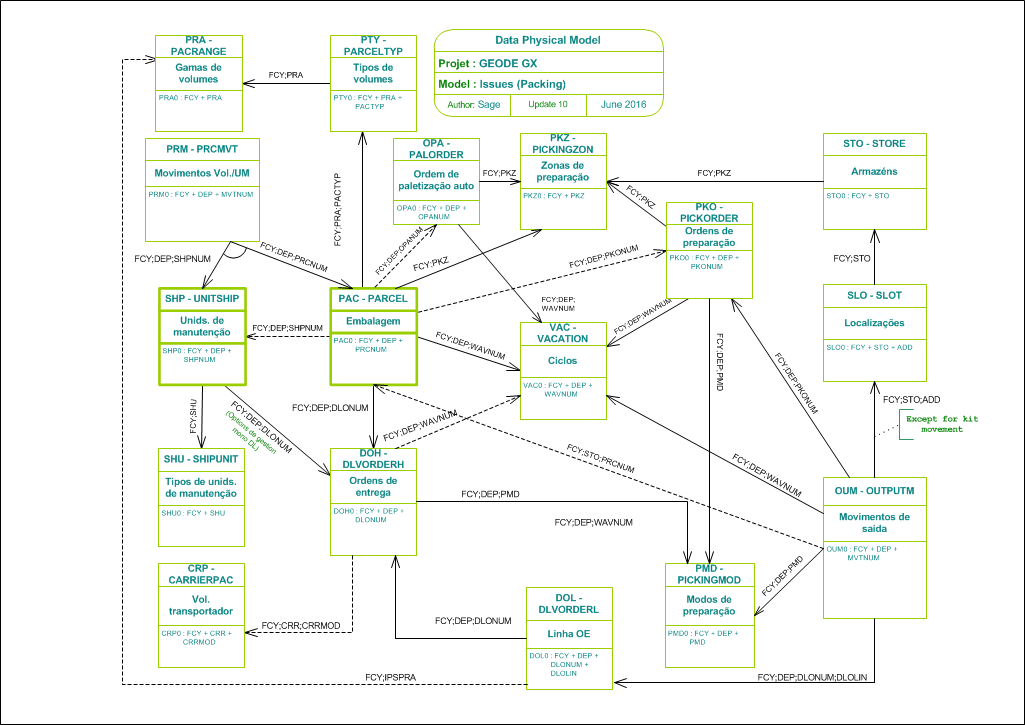 PRA -
PACRANGE
Gamas de
volumes
PRA0 : FCY + PRA
FCY;PRA
PTY -
PARCELTYP
Tipos de
volumes
PTY0 : FCY + PRA +
PACTYP
Data Physical Model
Projet : GEODE GX
Model : Issues (Packing)
Author: Sage
Update 10
June 2016
PRM - PRCMVT
Movimentos Vol./UM
PRM0 : FCY + DEP + MVTNUM
OPA -
PALORDER
Ordem de
paletização auto
OPA0 : FCY + DEP +
OPANUM
FCY;PKZ
PKZ -
PICKINGZON
Zonas de
preparação
PKZ0 : FCY + PKZ
FCY;PKZ
STO - STORE
Armazéns
STO0 : FCY + STO
FCY;PKZ
PKO -
PICKORDER
Ordens de
preparação
PKO0 : FCY + DEP +
PKONUM
FCY;PRA;PACTYP
FCY;DEP;SHPNUM
FCY;DEP;PRCNUM
FCY;DEP;OPANUM
FCY;PKZ
FCY;DEP;PKONUM
FCY;STO
SHP - UNITSHIP
Unids. de
manutenção
SHP0 : FCY + DEP +
SHPNUM
FCY;DEP;SHPNUM
PAC - PARCEL
Embalagem
PAC0 : FCY + DEP +
PRCNUM
FCY;DEP;
WAVNUM
FCY;DEP;WAVNUM
FCY;DEP;WAVNUM
VAC -
VACATION
Ciclos
VAC0 : FCY + DEP +
WAVNUM
FCY;DEP;PMD
SLO - SLOT
Localizações
SLO0 : FCY + STO + ADD
FCY;DEP;PKONUM
FCY;STO;ADD
Except for kit
movement
FCY;SHU
FCY;DEP;DLONUM
(Options de gestion
mono DL)
FCY;DEP;DLONUM
FCY;DEP;WAVNUM
FCY;STO;PRCNUM
FCY;DEP;WAVNUM
SHU - SHIPUNIT
Tipos de unids.
de manutenção
SHU0 : FCY + SHU
DOH -
DLVORDERH
Ordens de
entrega
DOH0 : FCY + DEP +
DLONUM
FCY;DEP;PMD
FCY;DEP;WAVNUM
OUM - OUTPUTM
Movimentos de
saída
OUM0 : FCY + DEP +
MVTNUM
FCY;DEP;PMD
CRP -
CARRIERPAC
Vol.
transportador
CRP0 : FCY + CRR +
CRRMOD
FCY;CRR;CRRMOD
FCY;DEP;DLONUM
DOL -
DLVORDERL
Linha OE
DOL0 : FCY + DEP +
DLONUM +
DLOLIN
PMD -
PICKINGMOD
Modos de
preparação
PMD0 : FCY + DEP +
PMD
FCY;IPSPRA
FCY;DEP;DLONUM;DLOLIN